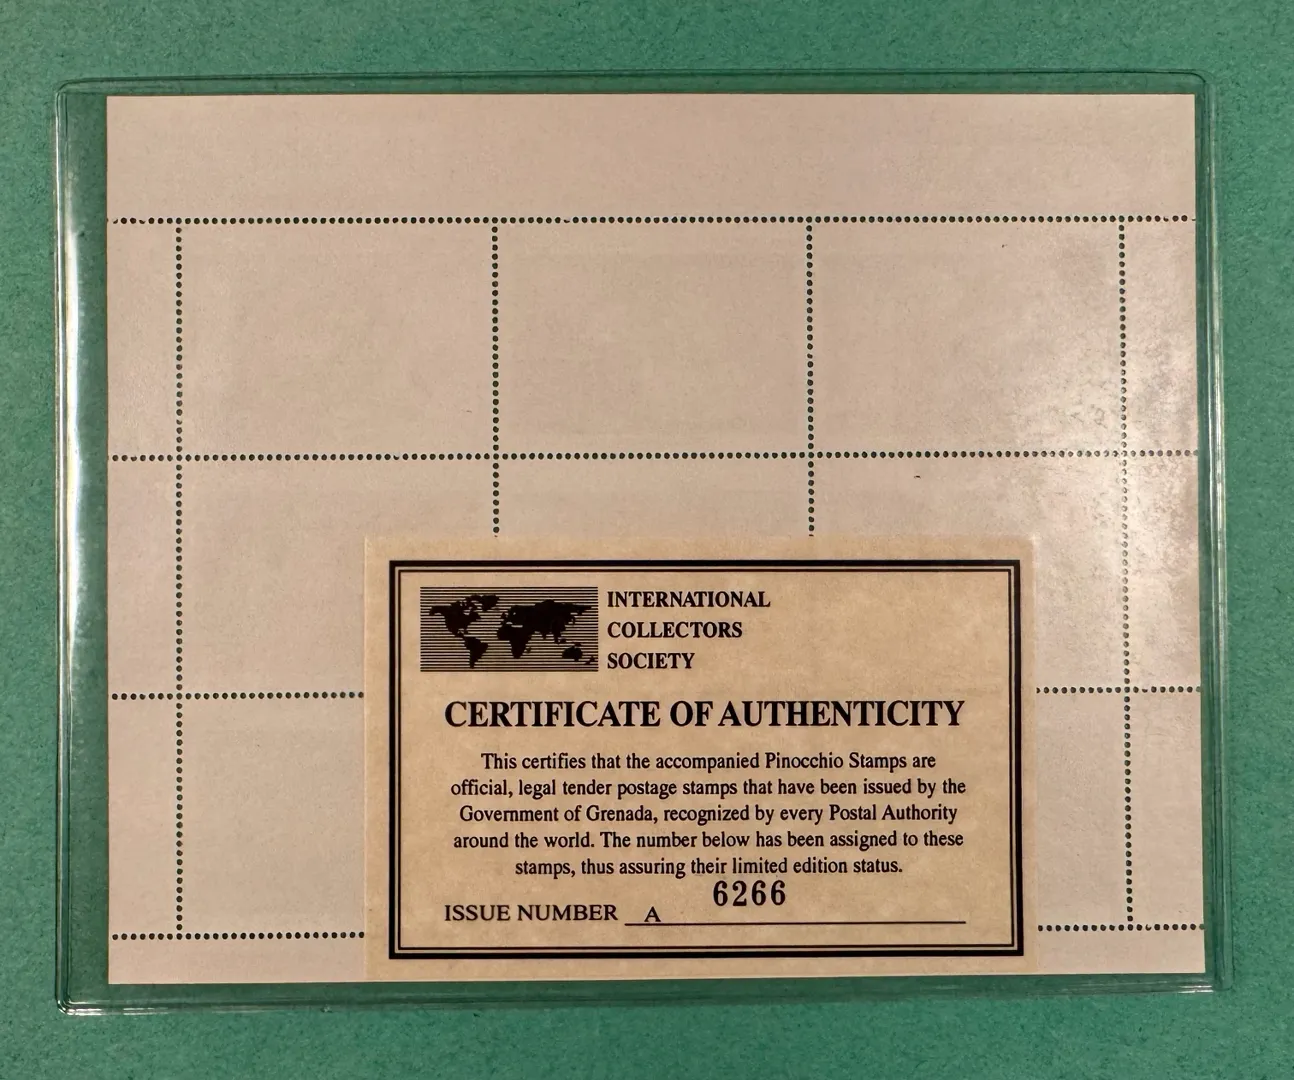 INTERNATIONAL
COLLECTORS
SOCIETY
CERTIFICATE OF AUTHENTICITY
This certifies that the accompanied Pinocchio Stamps are
official, legal tender postage stamps that have been issued by the
Government of Grenada, recognized by every Postal Authority
around the world. The number below has been assigned to these
stamps, thus assuring their limited edition status.
6266
ISSUE NUMBER A